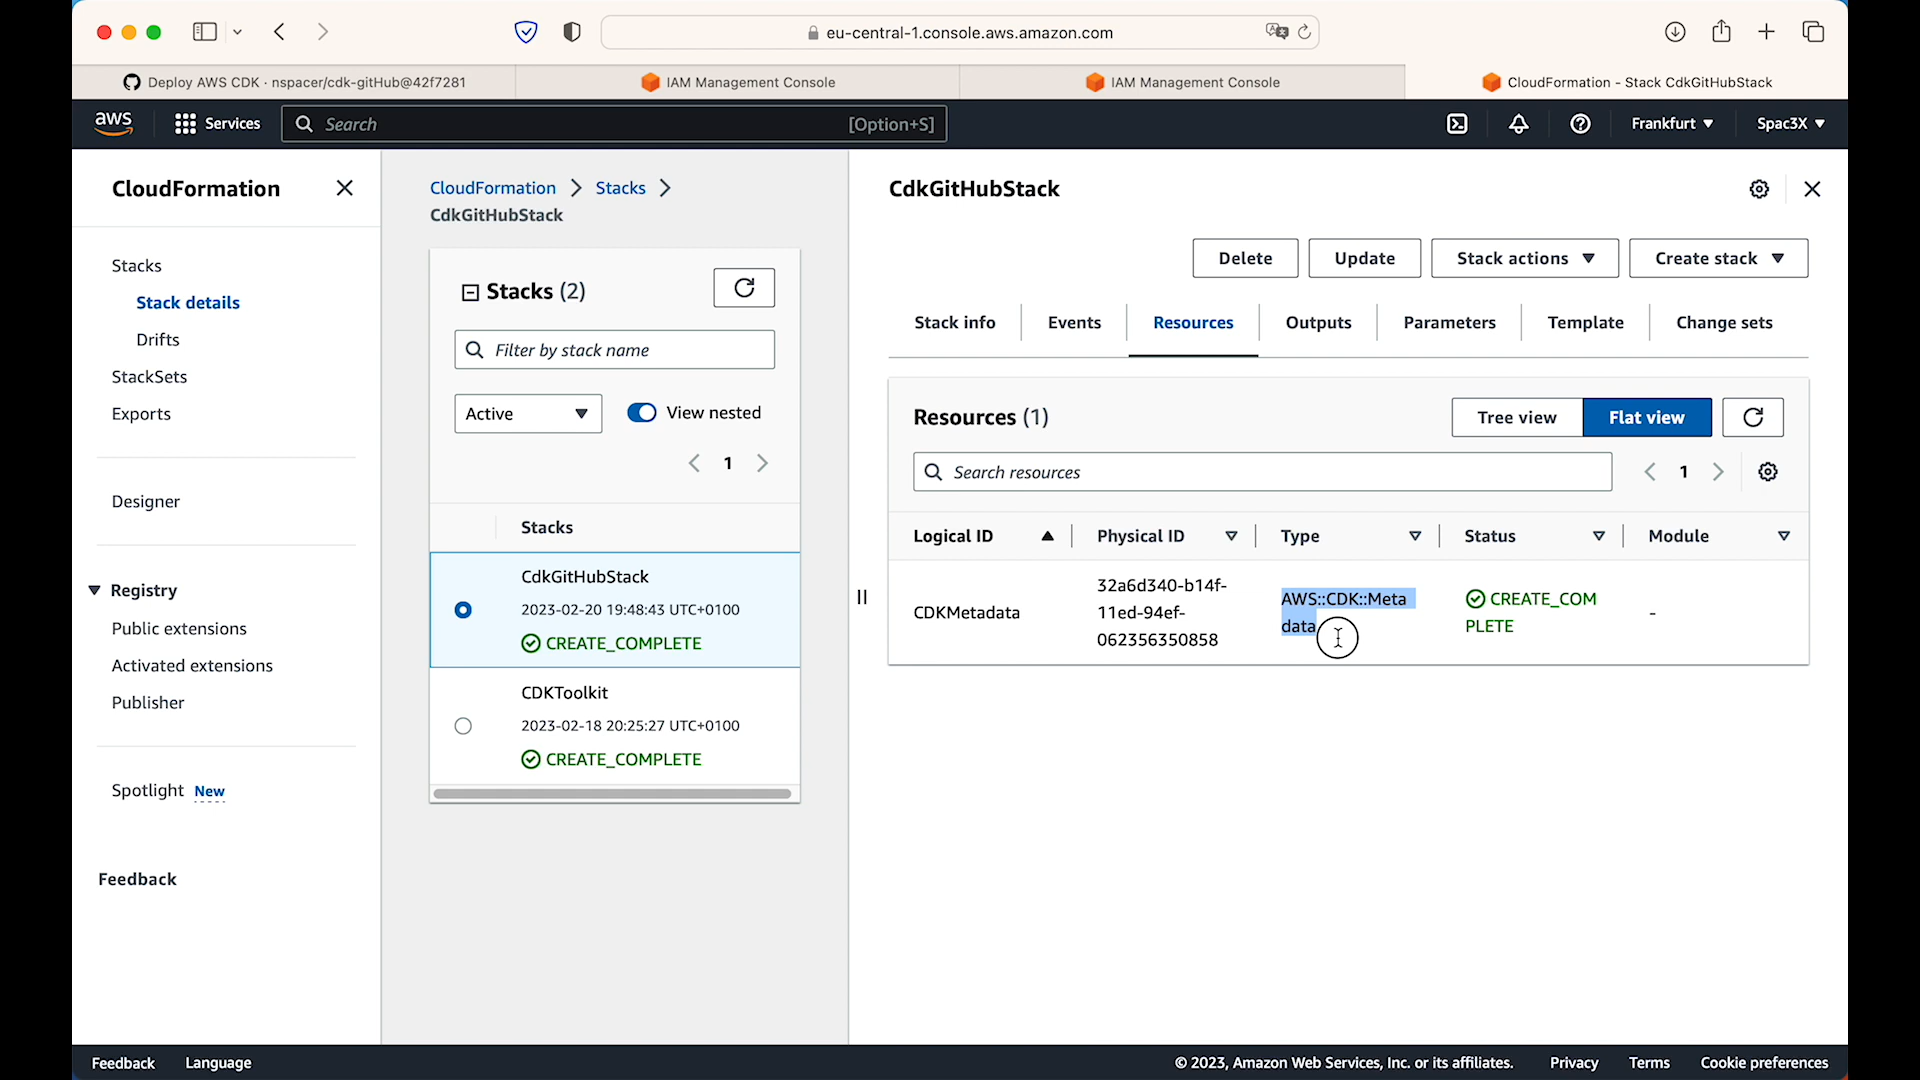 eu-central-1.console.aws.amazon.com
Deploy AWS CDK · nspacer/cdk-gitHub@42f7281
IAM Management Console
IAM Management Console
CloudFormation - Stack CdkGitHubStack
aws
Services
Search
[Option+S]
Frankfurt
Spac3X
CloudFormation
Stacks
Stack details
Drifts
StackSets
Exports
Designer
Registry
Public extensions
Activated extensions
Publisher
Spotlight New
Feedback
CloudFormation
Stacks
CdkGitHubStack
Stacks (2)
Filter by stack name
Active
View nested
1
Stacks
CdkGitHubStack
2023-02-20 19:48:43 UTC+0100
CREATE_COMPLETE
CDKToolkit
2023-02-18 20:25:27 UTC+0100
CREATE_COMPLETE
CdkGitHubStack
Delete
Update
Stack actions
Create stack
Stack info
Events
Resources
Outputs
Parameters
Template
Change sets
Resources (1)
Tree view
Flat view
Search resources
1
Logical ID
Physical ID
Type
Status
Module
CDKMetadata
32a6d340-b14f-
11ed-94ef-
062356350858
AWS::CDK::Meta
data
CREATE_COM
PLETE
-
Feedback
Language
© 2023, Amazon Web Services, Inc. or its affiliates.
Privacy
Terms
Cookie preferences